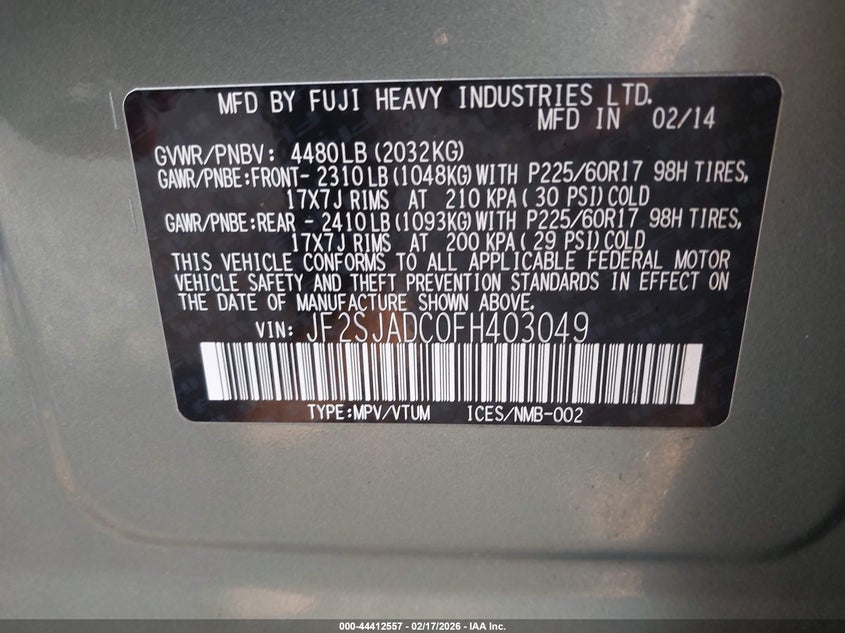 MFD BY FUJI HEAVY INDUSTRIES LTD.
MFD IN 02/14
GVWR/PNBV: 4480LB (2032KG)
GAWR/PNBE:FRONT- 2310 LB (1048KG) WITH P225/60R17 98H TIRES,
17X7J RIMS AT 210 KPA ( 30 PSI) COLD
GAWR/PNBE:REAR - 2410 LB (1093KG) WITH P225/60R17 98H TIRES,
17X7J RIMS AT 200 KPA ( 29 PSI) COLD
THIS VEHICLE CONFORMS TO ALL APPLICABLE FEDERAL MOTOR
VEHICLE SAFETY AND THEFT PREVENTION STANDARDS IN EFFECT ON
THE DATE OF MANUFACTURE SHOWN ABOVE.
VIN: JF2SJADC0FH403049
TYPE:MPV/VTUM ICES/NMB-002
000-44412557 - 02/17/2026 - IAA Inc.